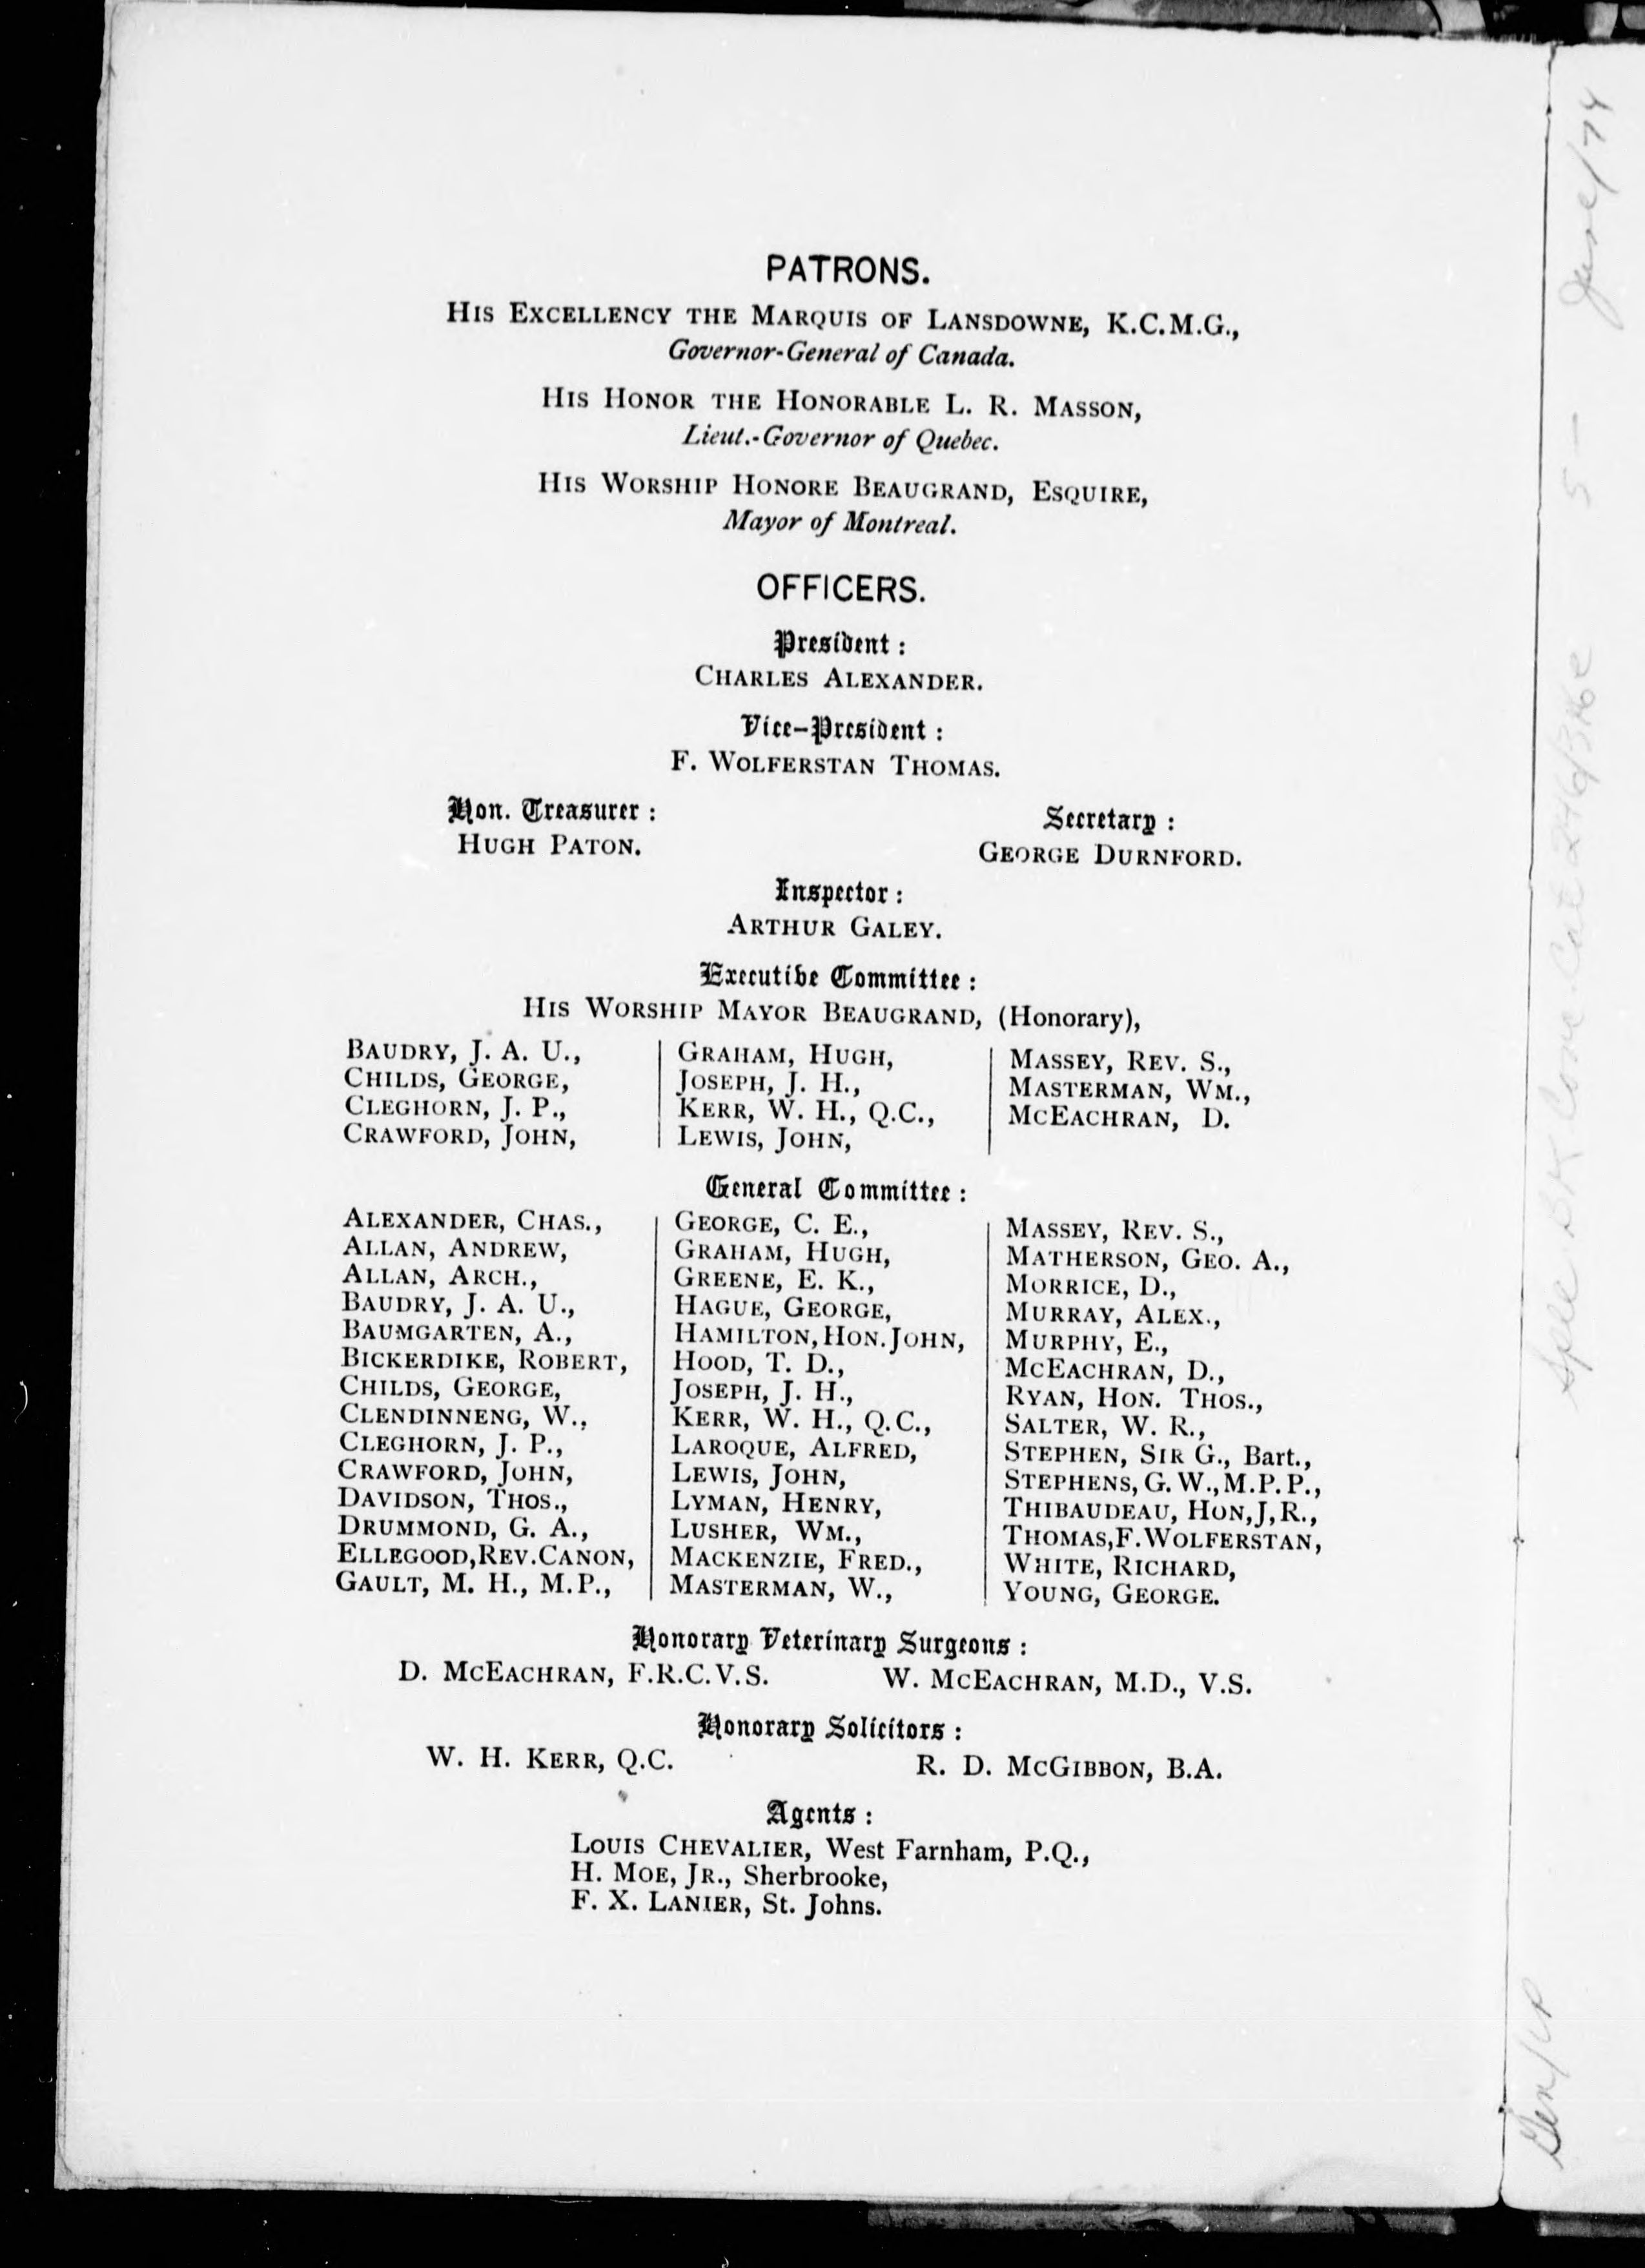 PATRONS.
HIS EXCELLENCY THE MARQUIS OF LANSDOWNE, K.C.M.G.,
Governor-General of Canada.
HIS HONOR THE HONORABLE L. R. MASSON,
Lieut.-Governor of Quebec.
HIS WORSHIP HONORE BEAUGRAND, ESQUIRE,
Mayor of Montreal.
OFFICERS.
President :
CHARLES ALEXANDER.
Vice-President :
F. WOLFERSTAN THOMAS.
Hon. Treasurer :
HUGH PATON.
Secretary :
GEORGE DURNFORD.
Inspector :
ARTHUR GALEY.
Executive Committee :
HIS WORSHIP MAYOR BEAUGRAND, (Honorary),
BAUDRY, J. A. U.,
CHILDS, GEORGE,
CLEGHORN, J. P.,
CRAWFORD, JOHN,
GRAHAM, HUGH,
JOSEPH, J. H.,
KERR, W. H., Q.C.,
LEWIS, JOHN,
MASSEY, REV. S.,
MASTERMAN, WM.,
MCEACHRAN, D.
General Committee :
ALEXANDER, CHAS.,
ALLAN, ANDREW,
ALLAN, ARCH.,
BAUDRY, J. A. U.,
BAUMGARTEN, A.,
BICKERDIKE, ROBERT,
CHILDS, GEORGE,
CLENDINNENG, W.,
CLEGHORN, J. P.,
CRAWFORD, JOHN,
DAVIDSON, THOS.,
DRUMMOND, G. A.,
ELLEGOOD,REV.CANON,
GAULT, M. H., M.P.,
GEORGE, C. E.,
GRAHAM, HUGH,
GREENE, E. K.,
HAGUE, GEORGE,
HAMILTON,HON.JOHN,
HOOD, T. D.,
JOSEPH, J. H.,
KERR, W. H., Q.C.,
LAROQUE, ALFRED,
LEWIS, JOHN,
LYMAN, HENRY,
LUSHER, WM.,
MACKENZIE, FRED.,
MASTERMAN, W.,
MASSEY, REV. S.,
MATHERSON, GEO. A.,
MORRICE, D.,
MURRAY, ALEX.,
MURPHY, E.,
MCEACHRAN, D.,
RYAN, HON. THOS.,
SALTER, W. R.,
STEPHEN, SIR G., Bart.,
STEPHENS,G.W.,M.P.P.,
THIBAUDEAU, HON,J,R.,
THOMAS,F.WOLFERSTAN,
WHITE, RICHARD,
YOUNG, GEORGE.
Honorary Veterinary Surgeons :
D. MCEACHRAN, F.R.C.V.S. W. MCEACHRAN, M.D., V.S.
Honorary Solicitors :
W. H. KERR, Q.C. R. D. MCGIBBON, B.A.
Agents :
LOUIS CHEVALIER, West Farnham, P.Q.,
H. MOE, JR., Sherbrooke,
F. X. LANIER, St. Johns.
June/74
5 –